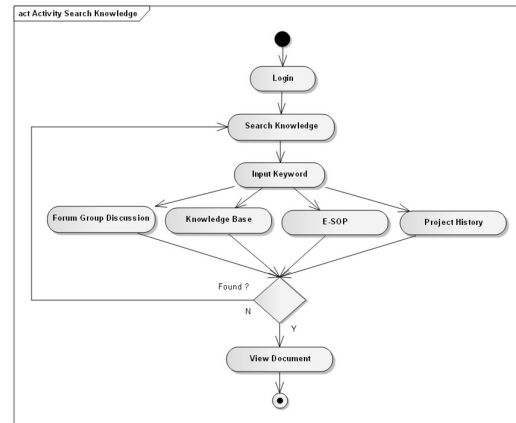 act Activity Search Knowledge
Login
Search Knowledge
Input Keyword
Forum Group Discussion
Knowledge Base
E-SOP
Project History
Found ?
N
Y
View Document